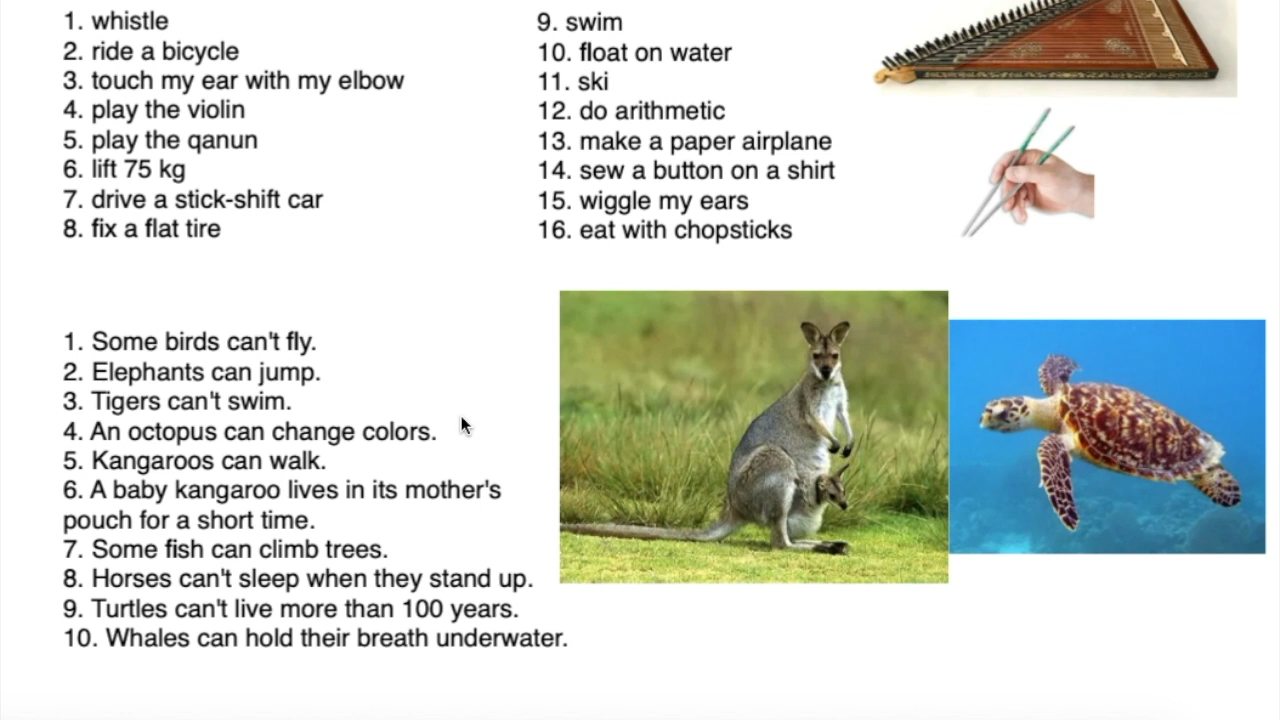 1. whistle
2. ride a bicycle
3. touch my ear with my elbow
4. play the violin
5. play the qanun
6. lift 75 kg
7. drive a stick-shift car
8. fix a flat tire
9. swim
10. float on water
11. ski
12. do arithmetic
13. make a paper airplane
14. sew a button on a shirt
15. wiggle my ears
16. eat with chopsticks
1. Some birds can't fly.
2. Elephants can jump.
3. Tigers can't swim.
4. An octopus can change colors.
5. Kangaroos can walk.
6. A baby kangaroo lives in its mother's
pouch for a short time.
7. Some fish can climb trees.
8. Horses can't sleep when they stand up.
9. Turtles can't live more than 100 years.
10. Whales can hold their breath underwater.